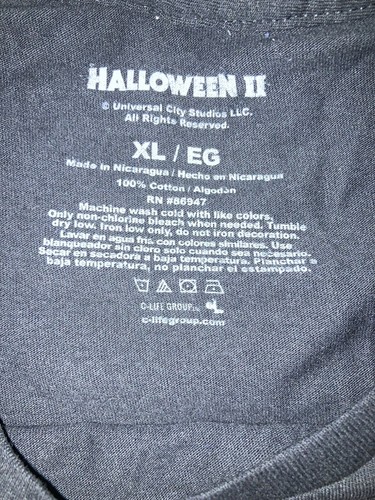 HALLOWEEN II
© Universal City Studios LLC.
All Rights Reserved.
XL / EG
Made in Nicaragua / Hecho en Nicaragua
100% Cotton / Algodón
RN #86947
Machine wash cold with like colors,
Only non-chlorine bleach when needed. Tumble
dry low. Iron low only, do not iron decoration.
Lavar en agua fria con colores similares. Use
blanqueador sin cloro solo cuando sea necesario.
Secar en secadora a baja temperatura. Planchar a
baja temperatura, no planchar el estampado.
C-LIFE GROUP
c-lifegroup.com